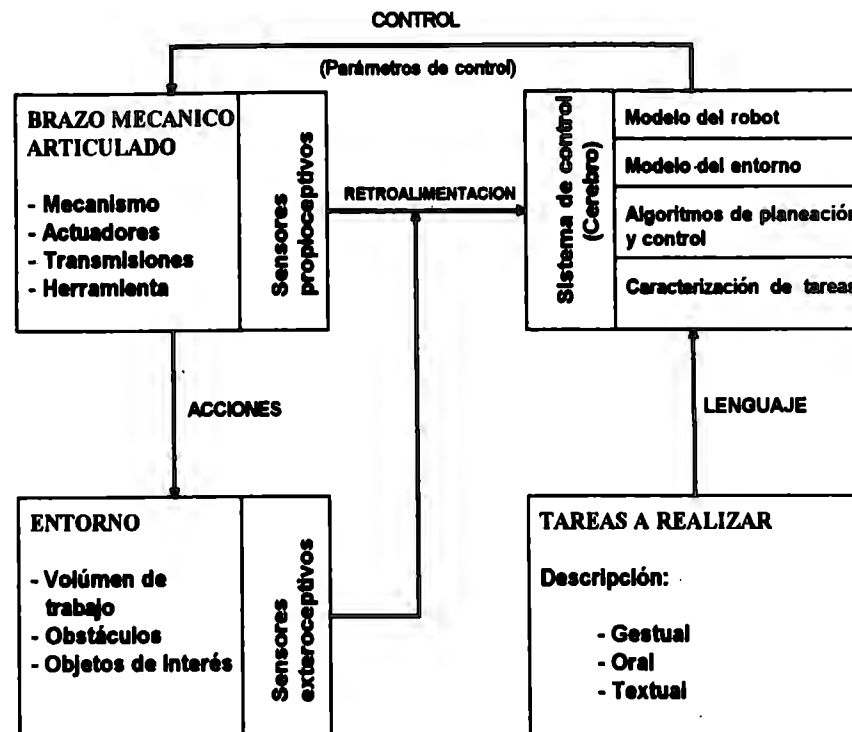 CONTROL
(Parámetros de control)
BRAZO MECANICO
ARTICULADO
- Mecanismo
- Actuadores
- Transmisiones
- Herramienta
Sensores
propioceptivos
RETROALIMENTACION
Sistema de control
(Cerebro)
Modelo del robot
Modelo del entorno
Algoritmos de planeación
y control
Caracterización de tareas
ACCIONES
LENGUAJE
ENTORNO
- Volúmen de
trabajo
- Obstáculos
- Objetos de interés
Sensores
exteroceptivos
TAREAS A REALIZAR
Descripción:
- Gestual
- Oral
- Textual